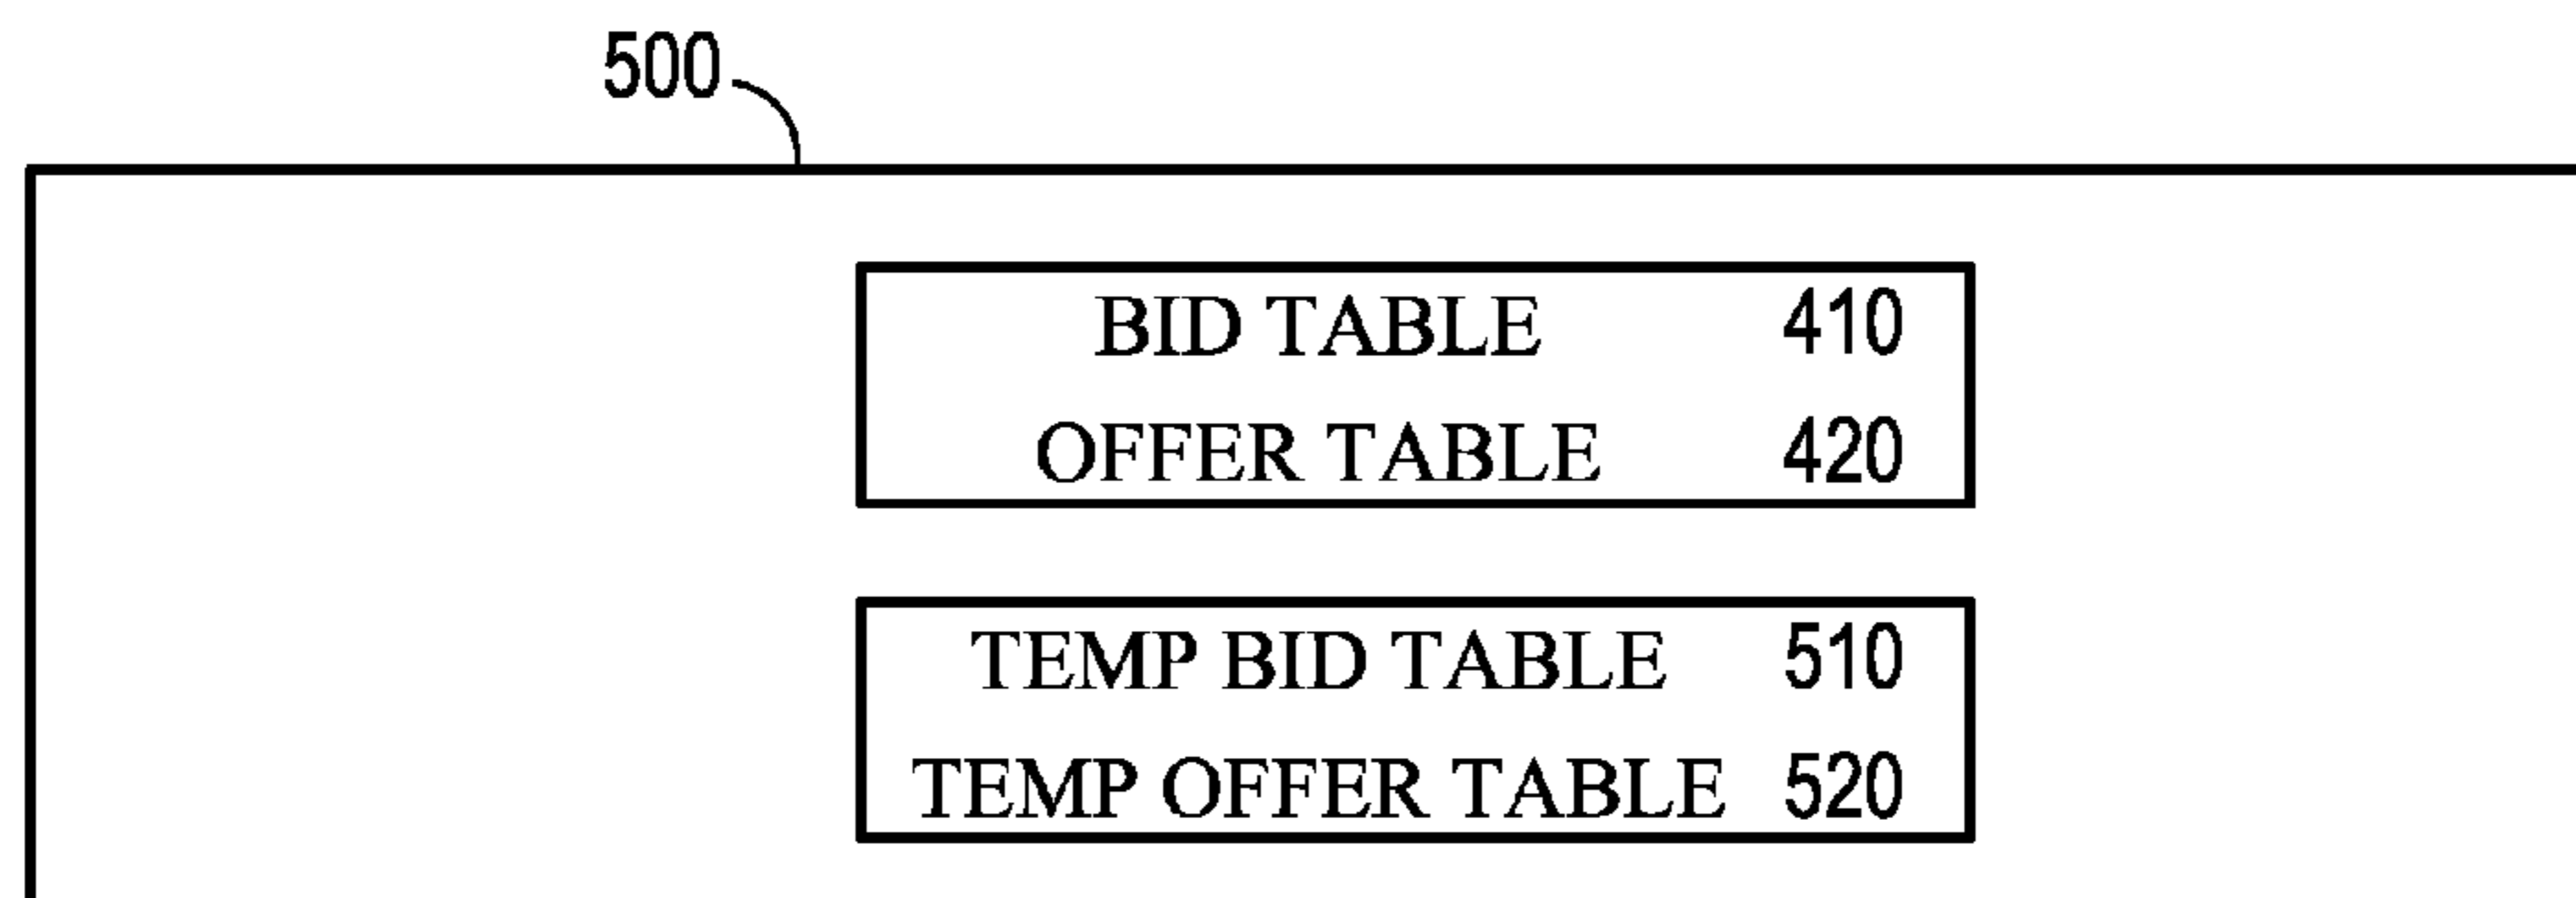 500
BID TABLE 410
OFFER TABLE 420
TEMP BID TABLE 510
TEMP OFFER TABLE 520